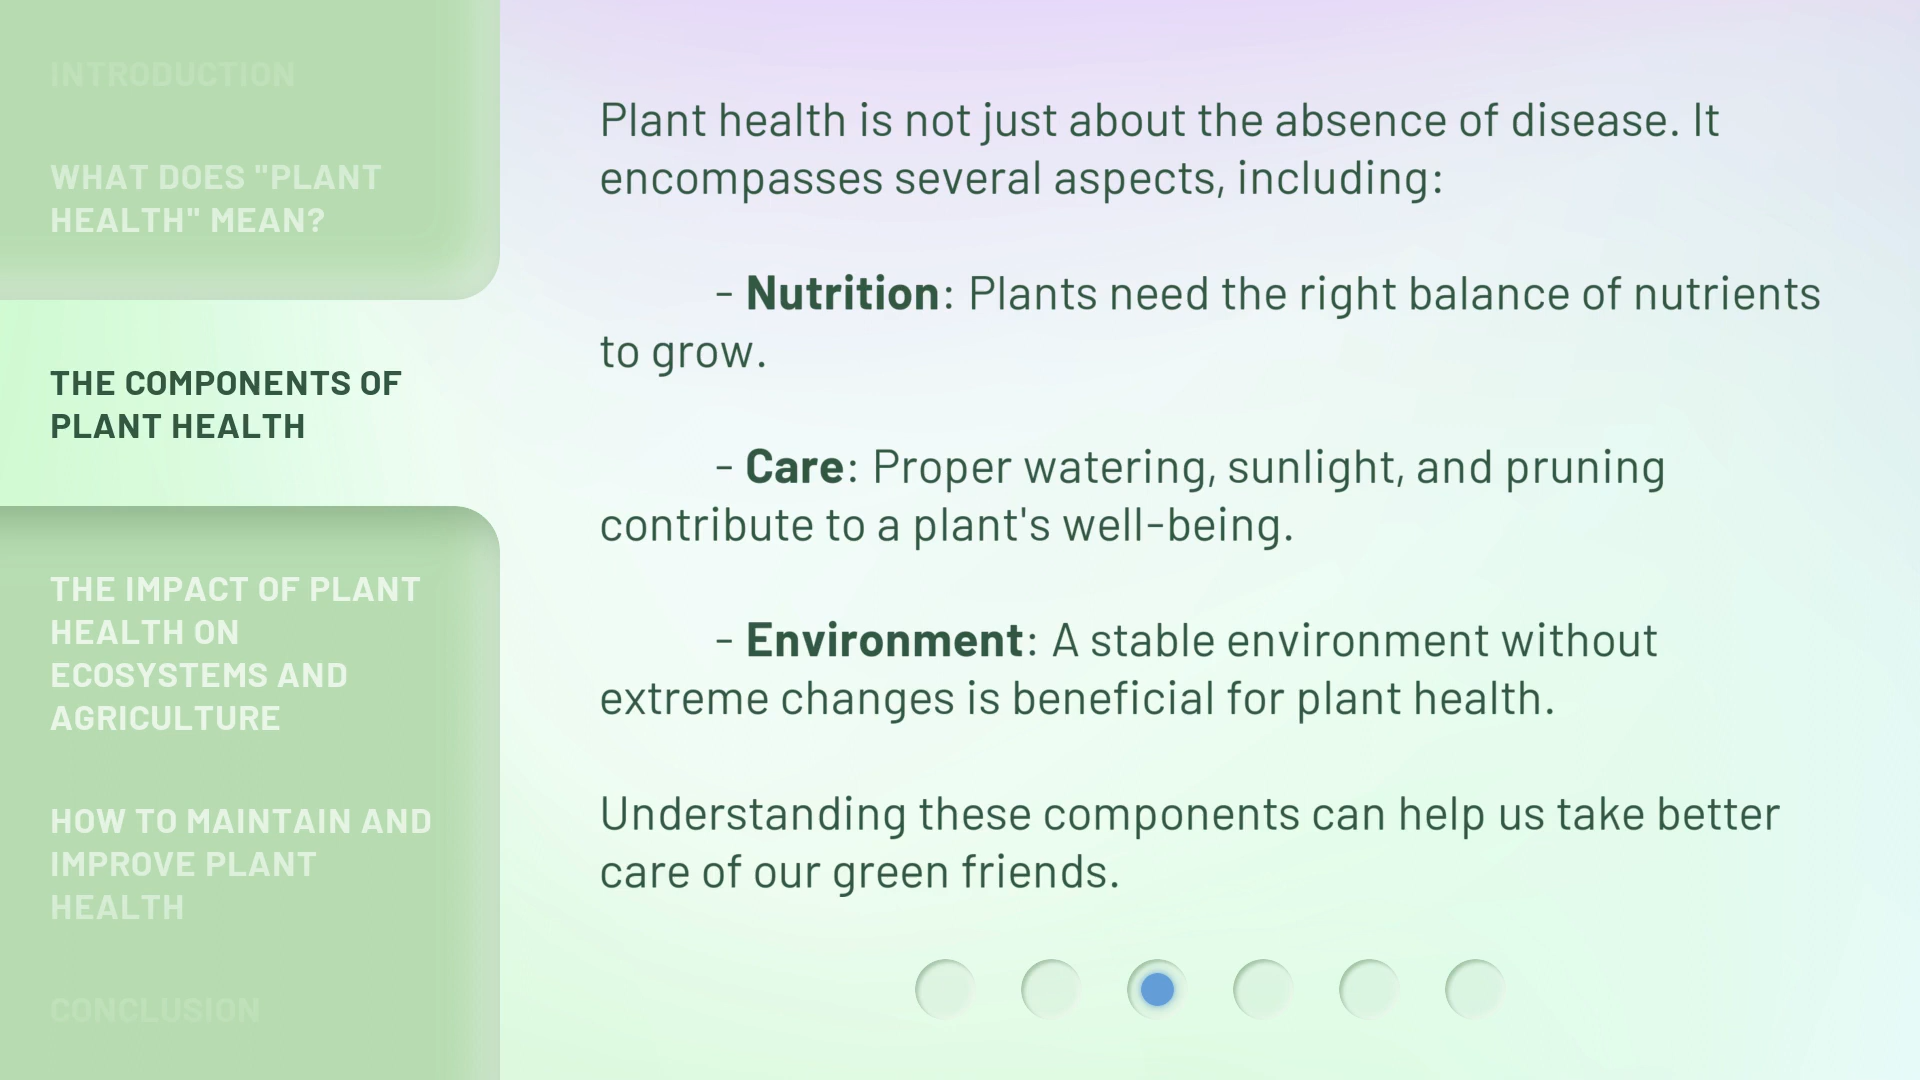 INTRODUCTION
WHAT DOES "PLANT
HEALTH" MEAN?
THE COMPONENTS OF
PLANT HEALTH
THE IMPACT OF PLANT
HEALTH ON
ECOSYSTEMS AND
AGRICULTURE
HOW TO MAINTAIN AND
IMPROVE PLANT
HEALTH
CONCLUSION
Plant health is not just about the absence of disease. It
encompasses several aspects, including:
- Nutrition: Plants need the right balance of nutrients
to grow.
- Care: Proper watering, sunlight, and pruning
contribute to a plant's well-being.
- Environment: A stable environment without
extreme changes is beneficial for plant health.
Understanding these components can help us take better
care of our green friends.